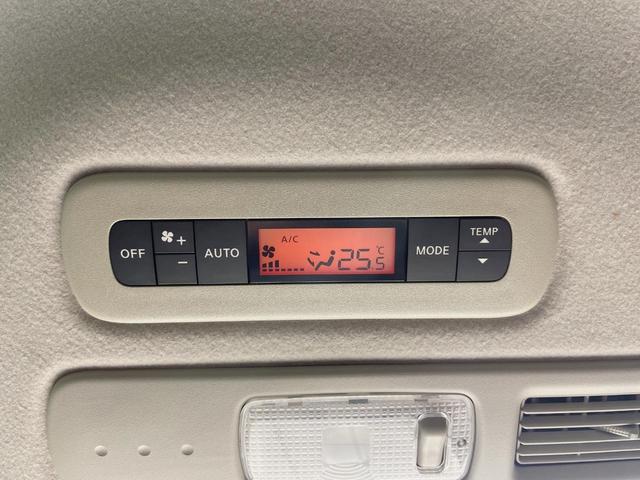 OFF
+
-
AUTO
A/C
25.5
°C
MODE
TEMP